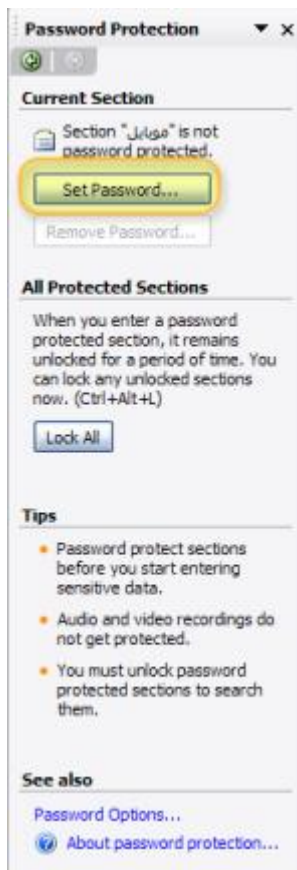 Password Protection
Current Section
Section "موبایل" is not
password protected.
Set Password...
Remove Password...
All Protected Sections
When you enter a password
protected section, it remains
unlocked for a period of time. You
can lock any unlocked sections
now. (Ctrl+Alt+L)
Lock All
Tips
Password protect sections
before you start entering
sensitive data.
Audio and video recordings do
not get protected.
You must unlock password
protected sections to search
them.
See also
Password Options...
About password protection...